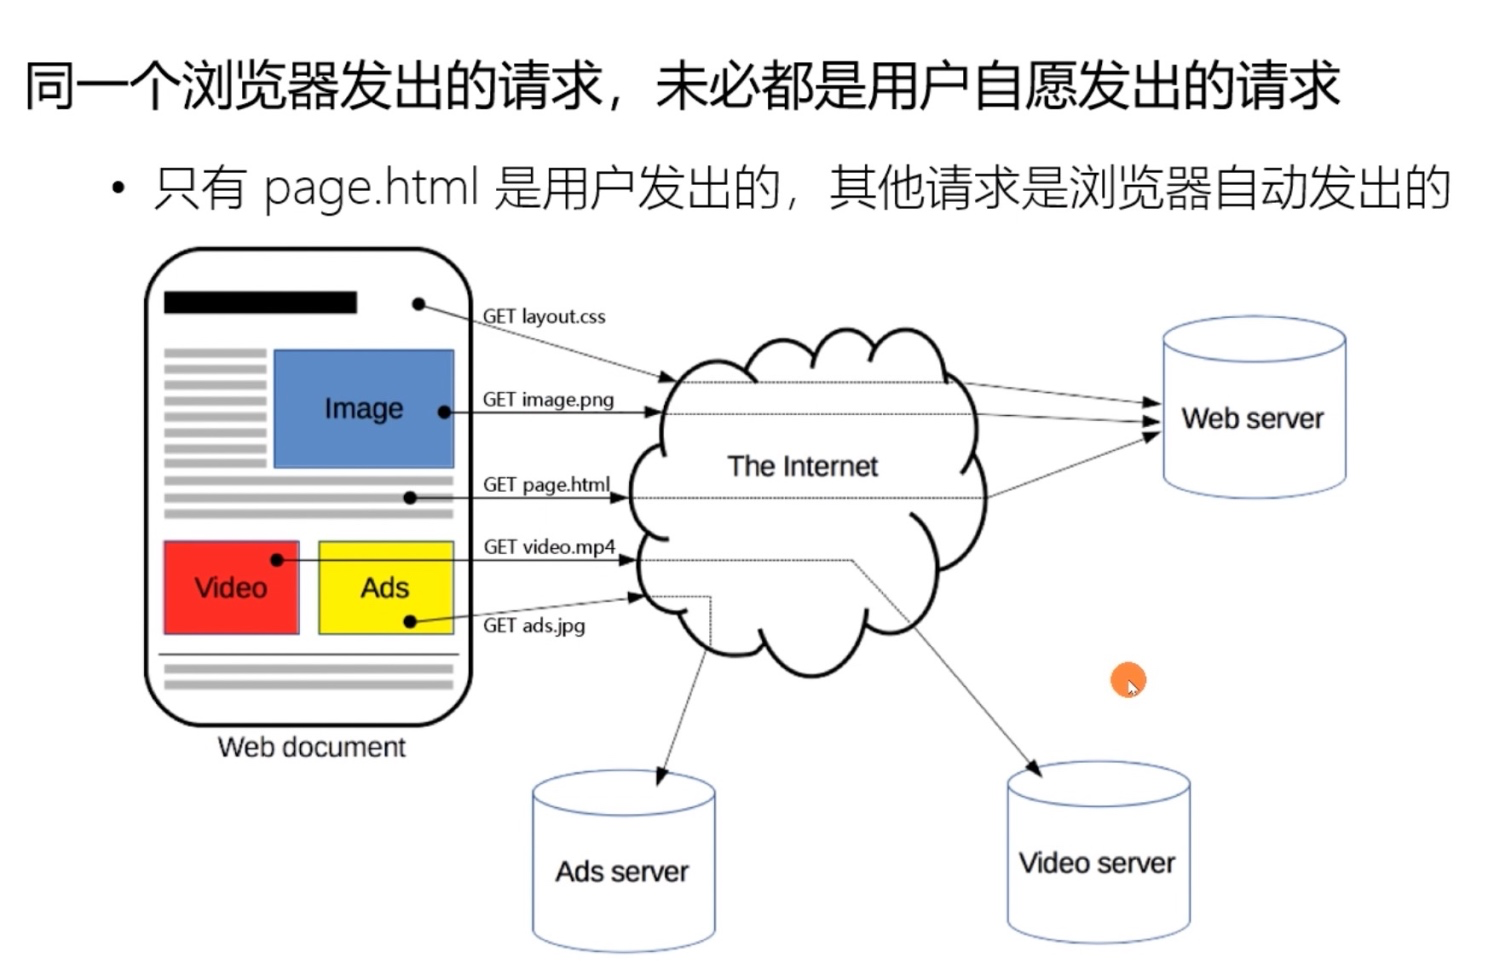 同一个浏览器发出的请求，未必都是用户自愿发出的请求
• 只有 page.html 是用户发出的，其他请求是浏览器自动发出的
GET layout.css
GET image.png
Image
Web server
The Internet
GET page.html
GET video.mp4
Video
Ads
GET ads.jpg
Web document
Ads server
Video server